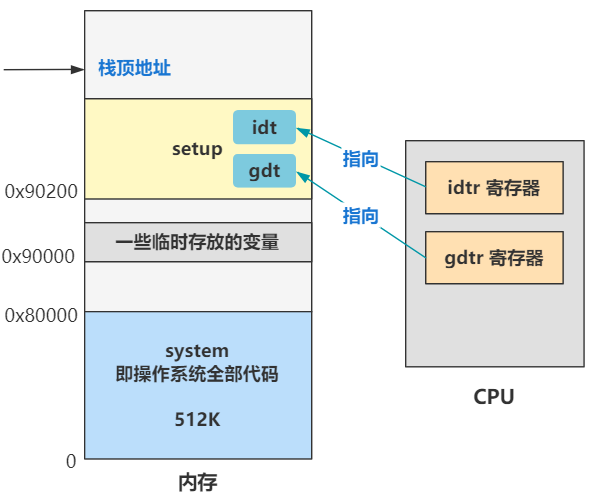 栈顶地址
idt
setup
gdt
0x90200
一些临时存放的变量
0x90000
0x80000
system
即操作系统全部代码
512K
0
内存
指向
指向
idtr 寄存器
gdtr 寄存器
CPU